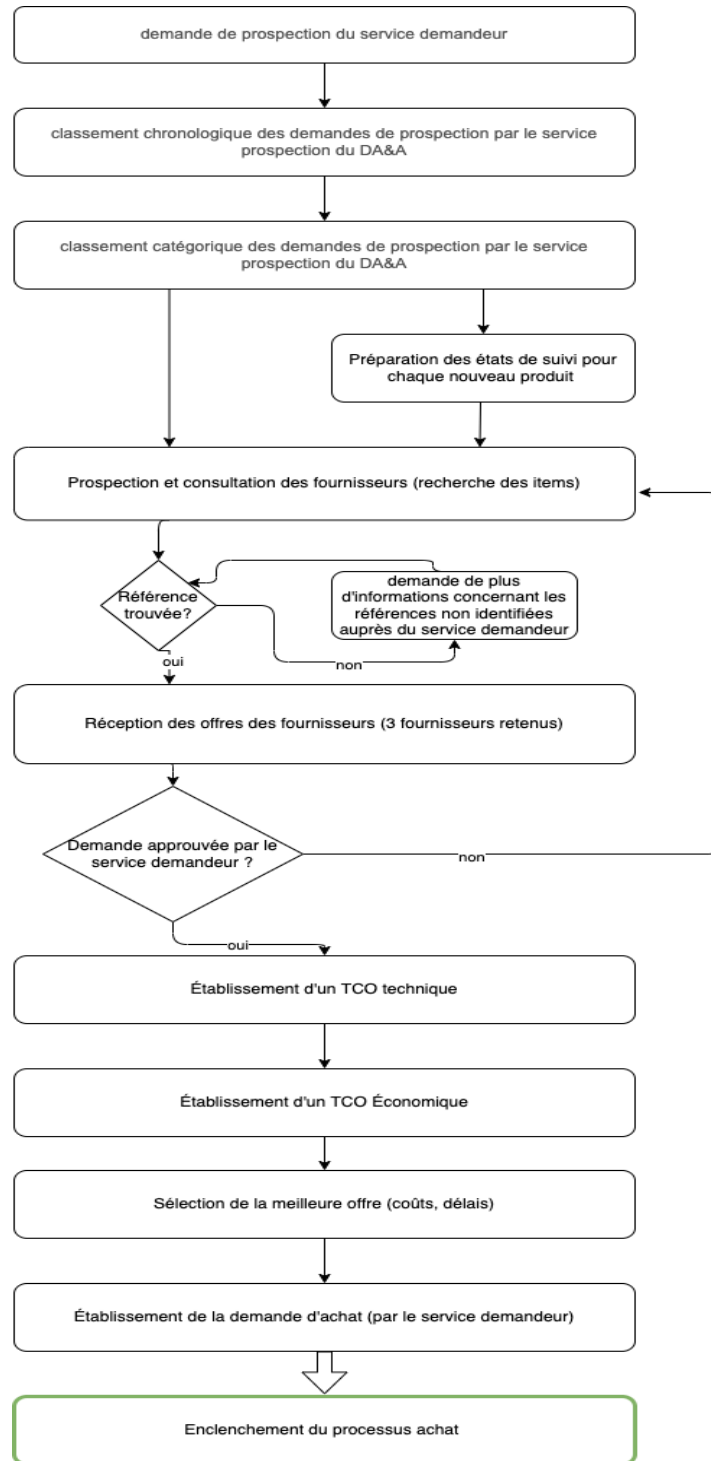 demande de prospection du service demandeur
classement chronologique des demandes de prospection par le service
prospection du DA&A
classement catégorique des demandes de prospection par le service
prospection du DA&A
Préparation des états de suivi pour
chaque nouveau produit
Prospection et consultation des fournisseurs (recherche des items)
Référence
trouvée?
demande de plus
d'informations concernant les
références non identifiées
auprès du service demandeur
oui
non
Réception des offres des fournisseurs (3 fournisseurs retenus)
Demande approuvée par le
service demandeur ?
non
oui
Établissement d'un TCO technique
Établissement d'un TCO Économique
Sélection de la meilleure offre (coûts, délais)
Établissement de la demande d'achat (par le service demandeur)
Enclenchement du processus achat